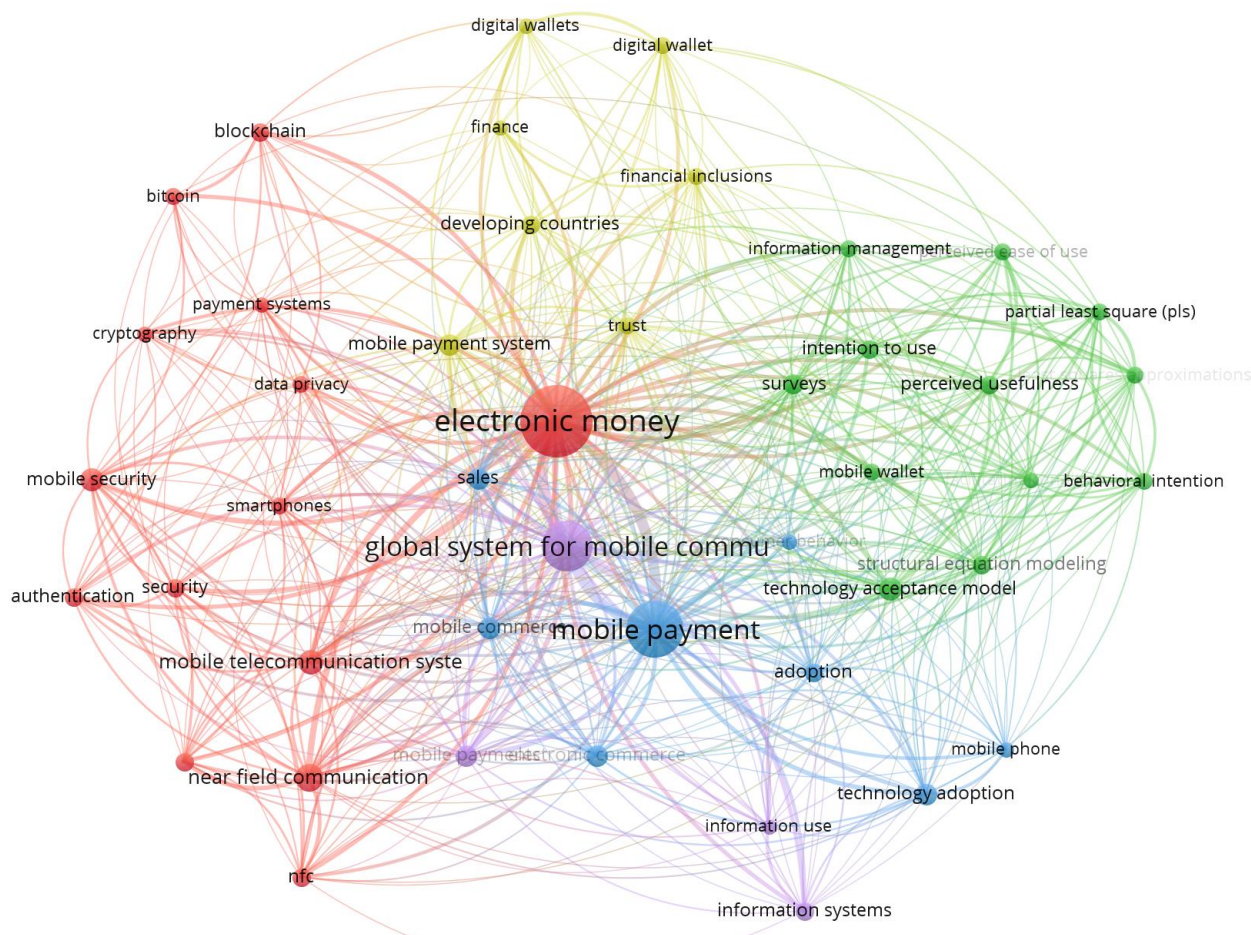 digital wallets
digital wallet
blockchain
finance
financial inclusions
bitcoin
developing countries
information management
perceived ease of use
payment systems
partial least square (pls)
cryptography
trust
mobile payment system
intention to use
data privacy
surveys
perceived usefulness
proximations
electronic money
mobile security
sales
mobile wallet
behavioral intention
smartphones
global system for mobile commu
behavior
structural equation modeling
authentication
security
technology acceptance model
mobile commerce
mobile payment
mobile telecommunication syste
adoption
mobile payments
electronic commerce
mobile phone
near field communication
technology adoption
information use
nfc
information systems